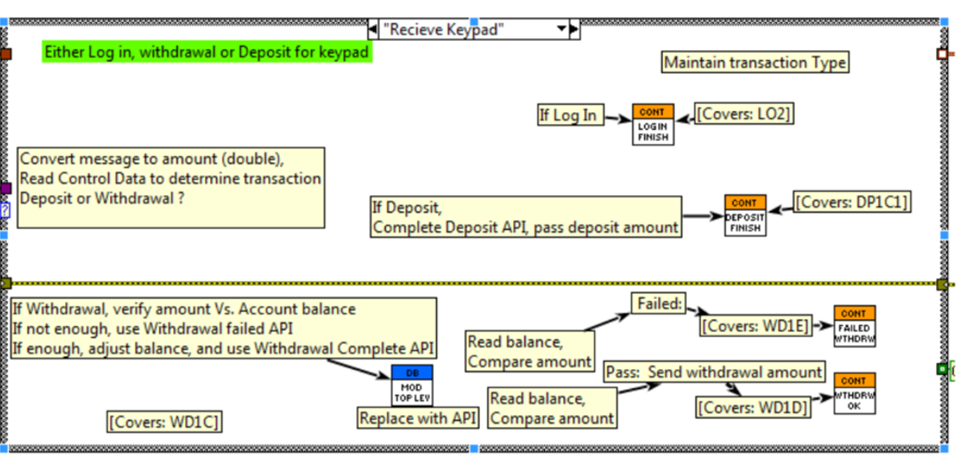 "Recieve Keypad"
Either Log in, withdrawal or Deposit for keypad
Maintain transaction Type
If Log In
CONT
LOGIN
FINISH
[Covers: LO2]
Convert message to amount (double),
Read Control Data to determine transaction
Deposit or Withdrawal ?
?
If Deposit,
Complete Deposit API, pass deposit amount
CONT
DEPOSIT
FINISH
[Covers: DP1C1]
If Withdrawal, verify amount Vs. Account balance
If not enough, use Withdrawal failed API
If enough, adjust balance, and use Withdrawal Complete API
DB
MOD
TOP LEV
Replace with API
[Covers: WD1C]
Failed:
Read balance,
Compare amount
[Covers: WD1E]
CONT
FAILED
WTHDRW
Pass: Send withdrawal amount
Read balance,
Compare amount
[Covers: WD1D]
CONT
WTHDRW
OK